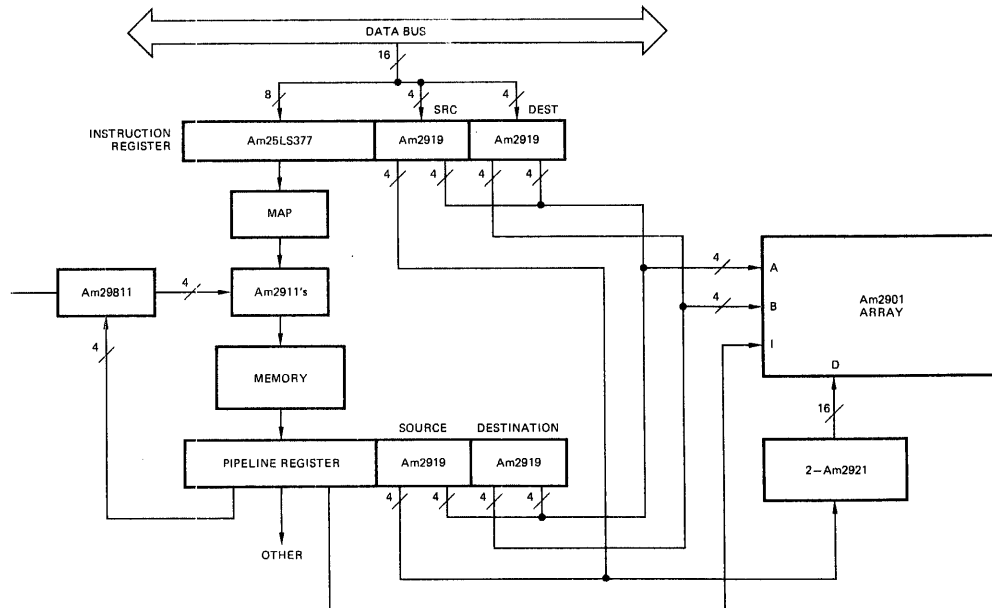 DATA BUS
16
8
4
4
SRC
DEST
INSTRUCTION
REGISTER
Am25LS377
Am2919
Am2919
4
4
4
4
MAP
Am29811
4
Am2911's
4
A
4
B
I
Am2901
ARRAY
D
4
MEMORY
16
SOURCE
DESTINATION
PIPELINE REGISTER
Am2919
Am2919
2–Am2921
4
4
4
4
OTHER